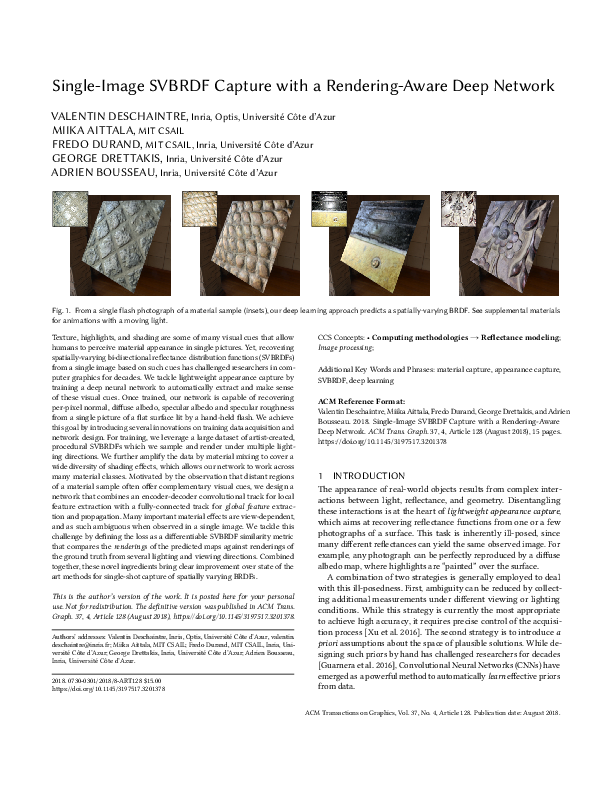 Single-Image SVBRDF Capture with a Rendering-Aware Deep Network
VALENTIN DESCHAINTRE, Inria, Optis, Université Côte d'Azur
MIIKA AITTALA, MIT CSAIL
FREDO DURAND, MIT CSAIL, Inria, Université Côte d'Azur
GEORGE DRETTAKIS, Inria, Université Côte d'Azur
ADRIEN BOUSSEAU, Inria, Université Côte d'Azur
Fig. 1. From a single flash photograph of a material sample (insets), our deep learning approach predicts a spatially-varying BRDF. See supplemental materials
for animations with a moving light.
Texture, highlights, and shading are some of many visual cues that allow
humans to perceive material appearance in single pictures. Yet, recovering
spatially-varying bi-directional reflectance distribution functions (SVBRDFs)
from a single image based on such cues has challenged researchers in com-
puter graphics for decades. We tackle lightweight appearance capture by
training a deep neural network to automatically extract and make sense
of these visual cues. Once trained, our network is capable of recovering
per-pixel normal, diffuse albedo, specular albedo and specular roughness
from a single picture of a flat surface lit by a hand-held flash. We achieve
this goal by introducing several innovations on training data acquisition and
network design. For training, we leverage a large dataset of artist-created,
procedural SVBRDFs which we sample and render under multiple light-
ing directions. We further amplify the data by material mixing to cover a
wide diversity of shading effects, which allows our network to work across
many material classes. Motivated by the observation that distant regions
of a material sample often offer complementary visual cues, we design a
network that combines an encoder-decoder convolutional track for local
feature extraction with a fully-connected track for global feature extrac-
tion and propagation. Many important material effects are view-dependent,
and as such ambiguous when observed in a single image. We tackle this
challenge by defining the loss as a differentiable SVBRDF similarity metric
that compares the renderings of the predicted maps against renderings of
the ground truth from several lighting and viewing directions. Combined
together, these novel ingredients bring clear improvement over state of the
art methods for single-shot capture of spatially varying BRDFs.
This is the author's version of the work. It is posted here for your personal
use. Not for redistribution. The definitive version was published in ACM Trans.
Graph. 37, 4, Article 128 (August 2018), https://doi.org/10.1145/3197517.3201378.
Authors' addresses: Valentin Deschaintre, Inria, Optis, Université Côte d'Azur, valentin.
deschaintre@inria.fr; Miika Aittala, MIT CSAIL; Fredo Durand, MIT CSAIL, Inria, Uni-
versité Côte d'Azur; George Drettakis, Inria, Université Côte d'Azur; Adrien Bousseau,
Inria, Université Côte d'Azur.
2018. 0730-0301/2018/8-ART128 $15.00
https://doi.org/10.1145/3197517.3201378
CCS Concepts: • Computing methodologies → Reflectance modeling;
Image processing;
Additional Key Words and Phrases: material capture, appearance capture,
SVBRDF, deep learning
ACM Reference Format:
Valentin Deschaintre, Miika Aittala, Fredo Durand, George Drettakis, and Adrien
Bousseau. 2018. Single-Image SVBRDF Capture with a Rendering-Aware
Deep Network. ACM Trans. Graph. 37, 4, Article 128 (August 2018), 15 pages.
https://doi.org/10.1145/3197517.3201378
1 INTRODUCTION
The appearance of real-world objects results from complex inter-
actions between light, reflectance, and geometry. Disentangling
these interactions is at the heart of lightweight appearance capture,
which aims at recovering reflectance functions from one or a few
photographs of a surface. This task is inherently ill-posed, since
many different reflectances can yield the same observed image. For
example, any photograph can be perfectly reproduced by a diffuse
albedo map, where highlights are "painted" over the surface.
A combination of two strategies is generally employed to deal
with this ill-posedness. First, ambiguity can be reduced by collect-
ing additional measurements under different viewing or lighting
conditions. While this strategy is currently the most appropriate
to achieve high accuracy, it requires precise control of the acquisi-
tion process [Xu et al. 2016]. The second strategy is to introduce a
priori assumptions about the space of plausible solutions. While de-
signing such priors by hand has challenged researchers for decades
[Guarnera et al. 2016], Convolutional Neural Networks (CNNs) have
emerged as a powerful method to automatically learn effective priors
from data.
ACM Transactions on Graphics, Vol. 37, No. 4, Article 128. Publication date: August 2018.